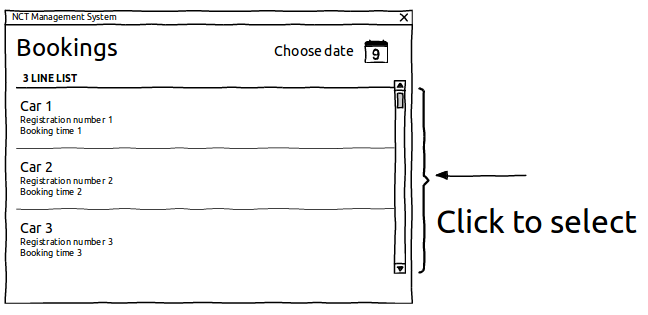 NCT Management System
Bookings
Choose date
9
3 LINE LIST
Car 1
Registration number 1
Booking time 1
Car 2
Registration number 2
Booking time 2
Car 3
Registration number 3
Booking time 3
Click to select